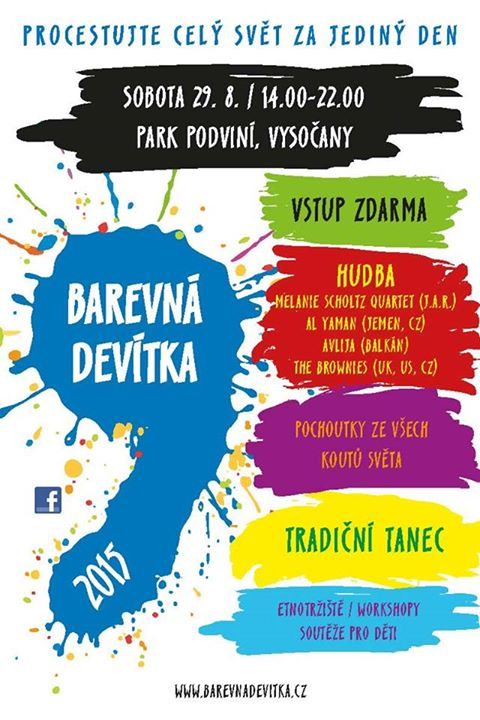 PROCESTUJTE CELÝ SVĚT ZA JEDINÝ DEN
SOBOTA 29. 8. / 14.00-22.00
PARK PODVINÍ, VYSOČANY
VSTUP ZDARMA
BAREVNÁ
DEVÍTKA
2015
HUDBA
MELANIE SCHOLTZ QUARTET (J.A.R.)
AL YAMAN (JEMEN, CZ)
AVLIJA (BALKÁN)
THE BROWNIES (UK, US, CZ)
POCHOUTKY ZE VŠECH
KOUTŮ SVĚTA
f
TRADIČNÍ TANEC
ETNOTRŽIŠTĚ / WORKSHOPY
SOUTĚŽE PRO DĚTI
WWW.BAREVNADEVITKA.CZ